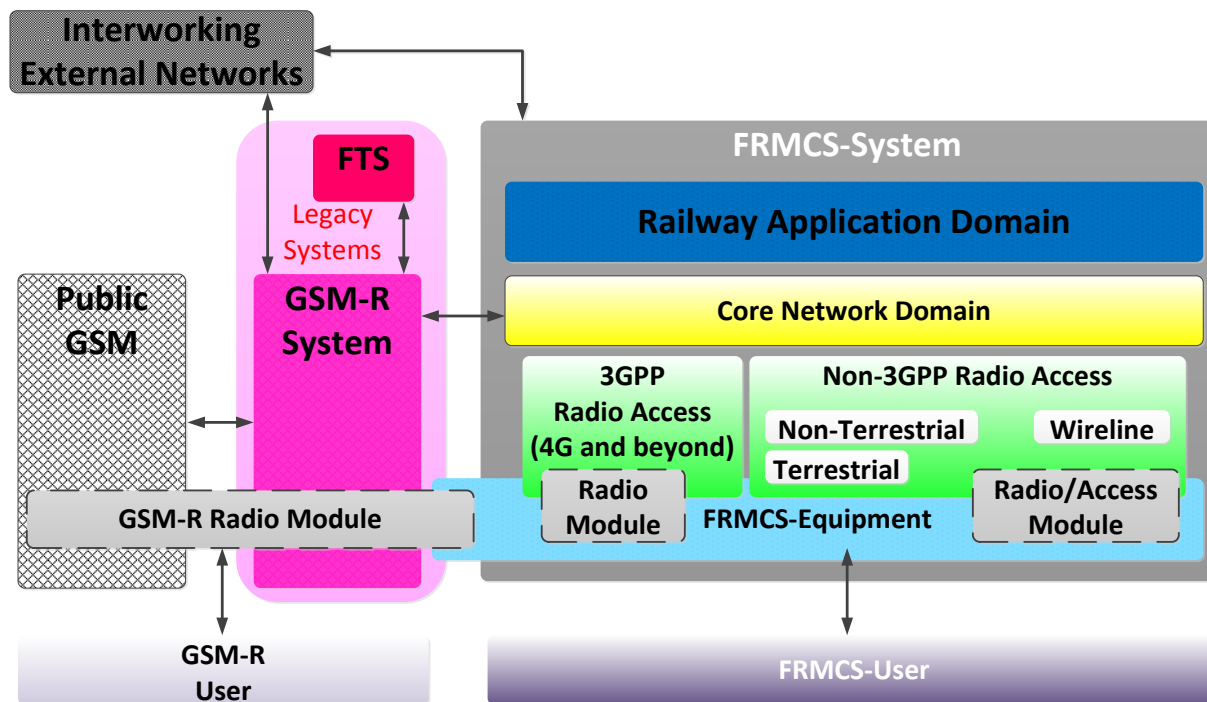 Interworking
External Networks
FRMCS-System
FTS
Legacy
Systems
Railway Application Domain
Public
GSM
GSM-R
System
Core Network Domain
3GPP
Radio Access
(4G and beyond)
Non-3GPP Radio Access
Non-Terrestrial
Wireline
Terrestrial
Radio
Module
Radio/Access
Module
GSM-R Radio Module
FRMCS-Equipment
GSM-R
User
FRMCS-User